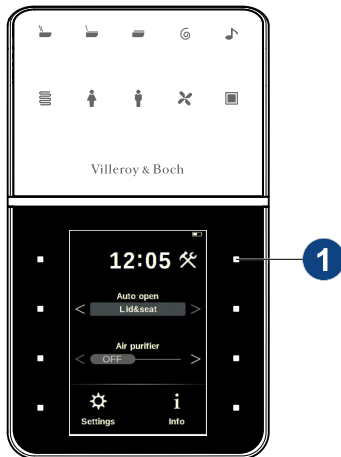 Villeroy & Boch
12:05
1
Auto open
< Lid&seat >
Air purifier
< OFF >
Settings
i
Info